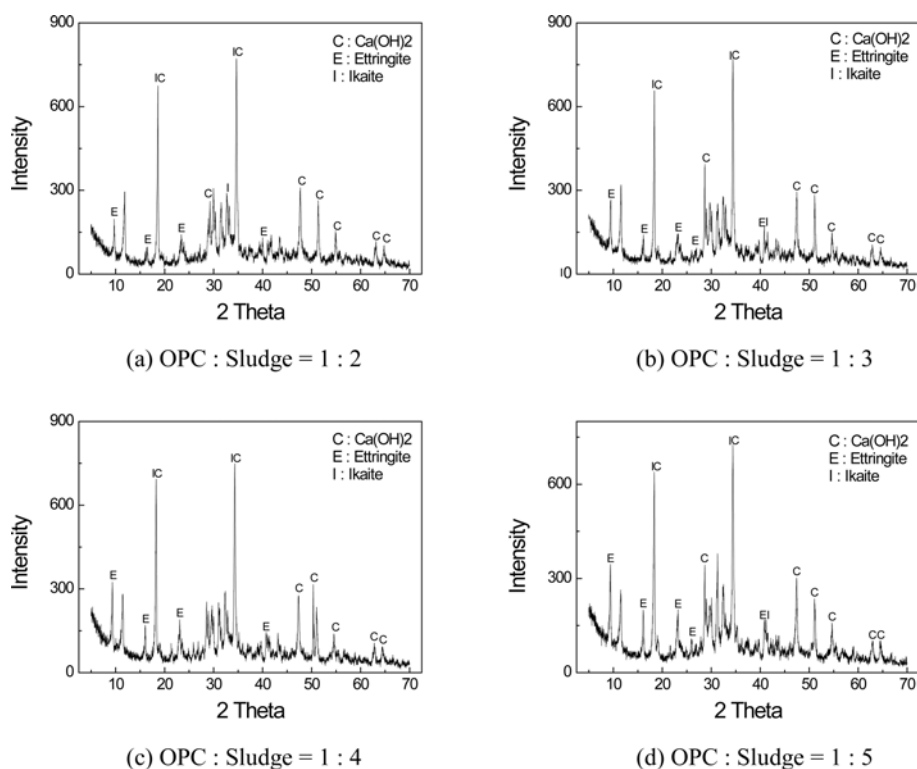 900
600
300
0
Intensity
C : Ca(OH)2
E : Ettringite
I : Ikaite
E
E
IC
E
C
I
IC
E
C
C
C
C
C
10 20 30 40 50 60 70
2 Theta
(a) OPC : Sludge = 1 : 2
900
600
300
0
Intensity
C : Ca(OH)2
E : Ettringite
I : Ikaite
E
E
IC
E
E
C
IC
EI
C
C
C
C
C
10 20 30 40 50 60 70
2 Theta
(b) OPC : Sludge = 1 : 3
900
600
300
0
Intensity
C : Ca(OH)2
E : Ettringite
I : Ikaite
E
E
IC
E
IC
E
C
C
C
C
C
10 20 30 40 50 60 70
2 Theta
(c) OPC : Sludge = 1 : 4
600
300
0
Intensity
C : Ca(OH)2
E : Ettringite
I : Ikaite
E
E
IC
E
E
C
IC
EI
C
C
C
C
C
10 20 30 40 50 60 70
2 Theta
(d) OPC : Sludge = 1 : 5